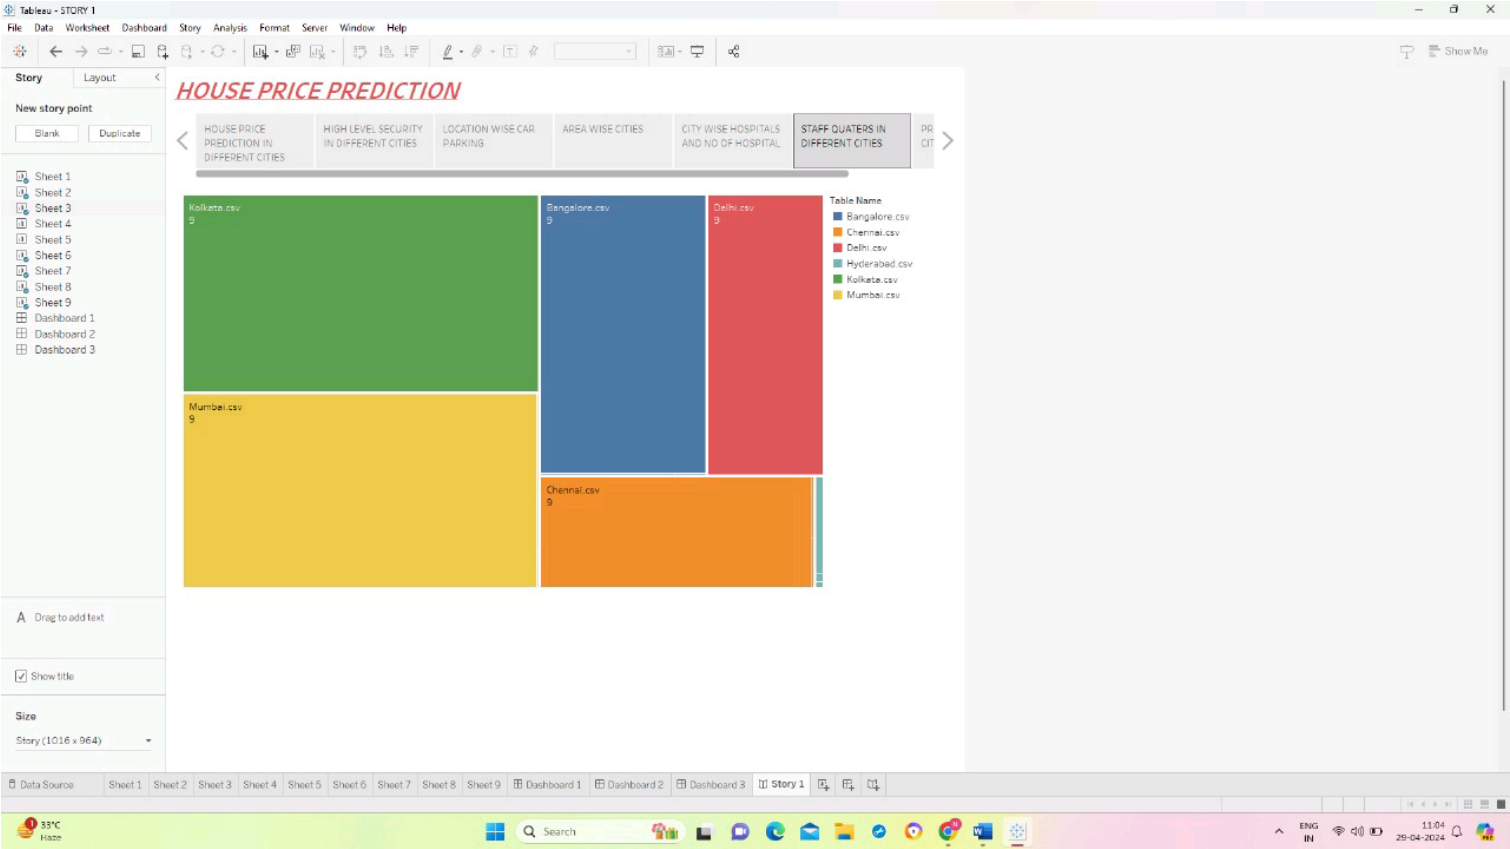 Tableau - STORY 1
File Data Worksheet Dashboard Story Analysis Format Server Window Help
Show Me
Story Layout
New story point
Blank Duplicate
Sheet 1
Sheet 2
Sheet 3
Sheet 4
Sheet 5
Sheet 6
Sheet 7
Sheet 8
Sheet 9
Dashboard 1
Dashboard 2
Dashboard 3
A Drag to add text
Show title
Size
Story (1016 x 964)
HOUSE PRICE PREDICTION
HOUSE PRICE
PREDICTION IN
DIFFERENT CITIES
HIGH LEVEL SECURITY
IN DIFFERENT CITIES
LOCATION WISE CAR
PARKING
AREA WISE CITIES
CITY WISE HOSPITALS
AND NO OF HOSPITAL
STAFF QUATERS IN
DIFFERENT CITIES
PR
CIT
Kolkata.csv
9
Bangalore.csv
9
Delhi.csv
9
Mumbai.csv
9
Chennai.csv
9
Table Name
Bangalore.csv
Chennai.csv
Delhi.csv
Hyderabad.csv
Kolkata.csv
Mumbai.csv
Data Source Sheet 1 Sheet 2 Sheet 3 Sheet 4 Sheet 5 Sheet 6 Sheet 7 Sheet 8 Sheet 9 Dashboard 1 Dashboard 2 Dashboard 3 Story 1
1
33°C
Haze
Search
ENG
IN
11:04
29-04-2024